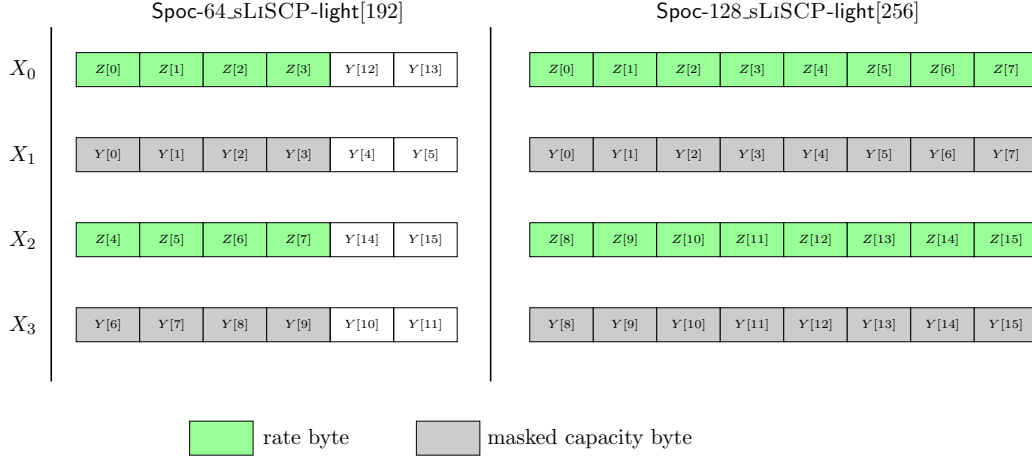 Spoc-64_sLiSCP-light[192] Spoc-128_sLiSCP-light[256]
X0 Z[0] Z[1] Z[2] Z[3] Y[12] Y[13] Z[0] Z[1] Z[2] Z[3] Z[4] Z[5] Z[6] Z[7]
X1 Y[0] Y[1] Y[2] Y[3] Y[4] Y[5] Y[0] Y[1] Y[2] Y[3] Y[4] Y[5] Y[6] Y[7]
X2 Z[4] Z[5] Z[6] Z[7] Y[14] Y[15] Z[8] Z[9] Z[10] Z[11] Z[12] Z[13] Z[14] Z[15]
X3 Y[6] Y[7] Y[8] Y[9] Y[10] Y[11] Y[8] Y[9] Y[10] Y[11] Y[12] Y[13] Y[14] Y[15]
rate byte masked capacity byte